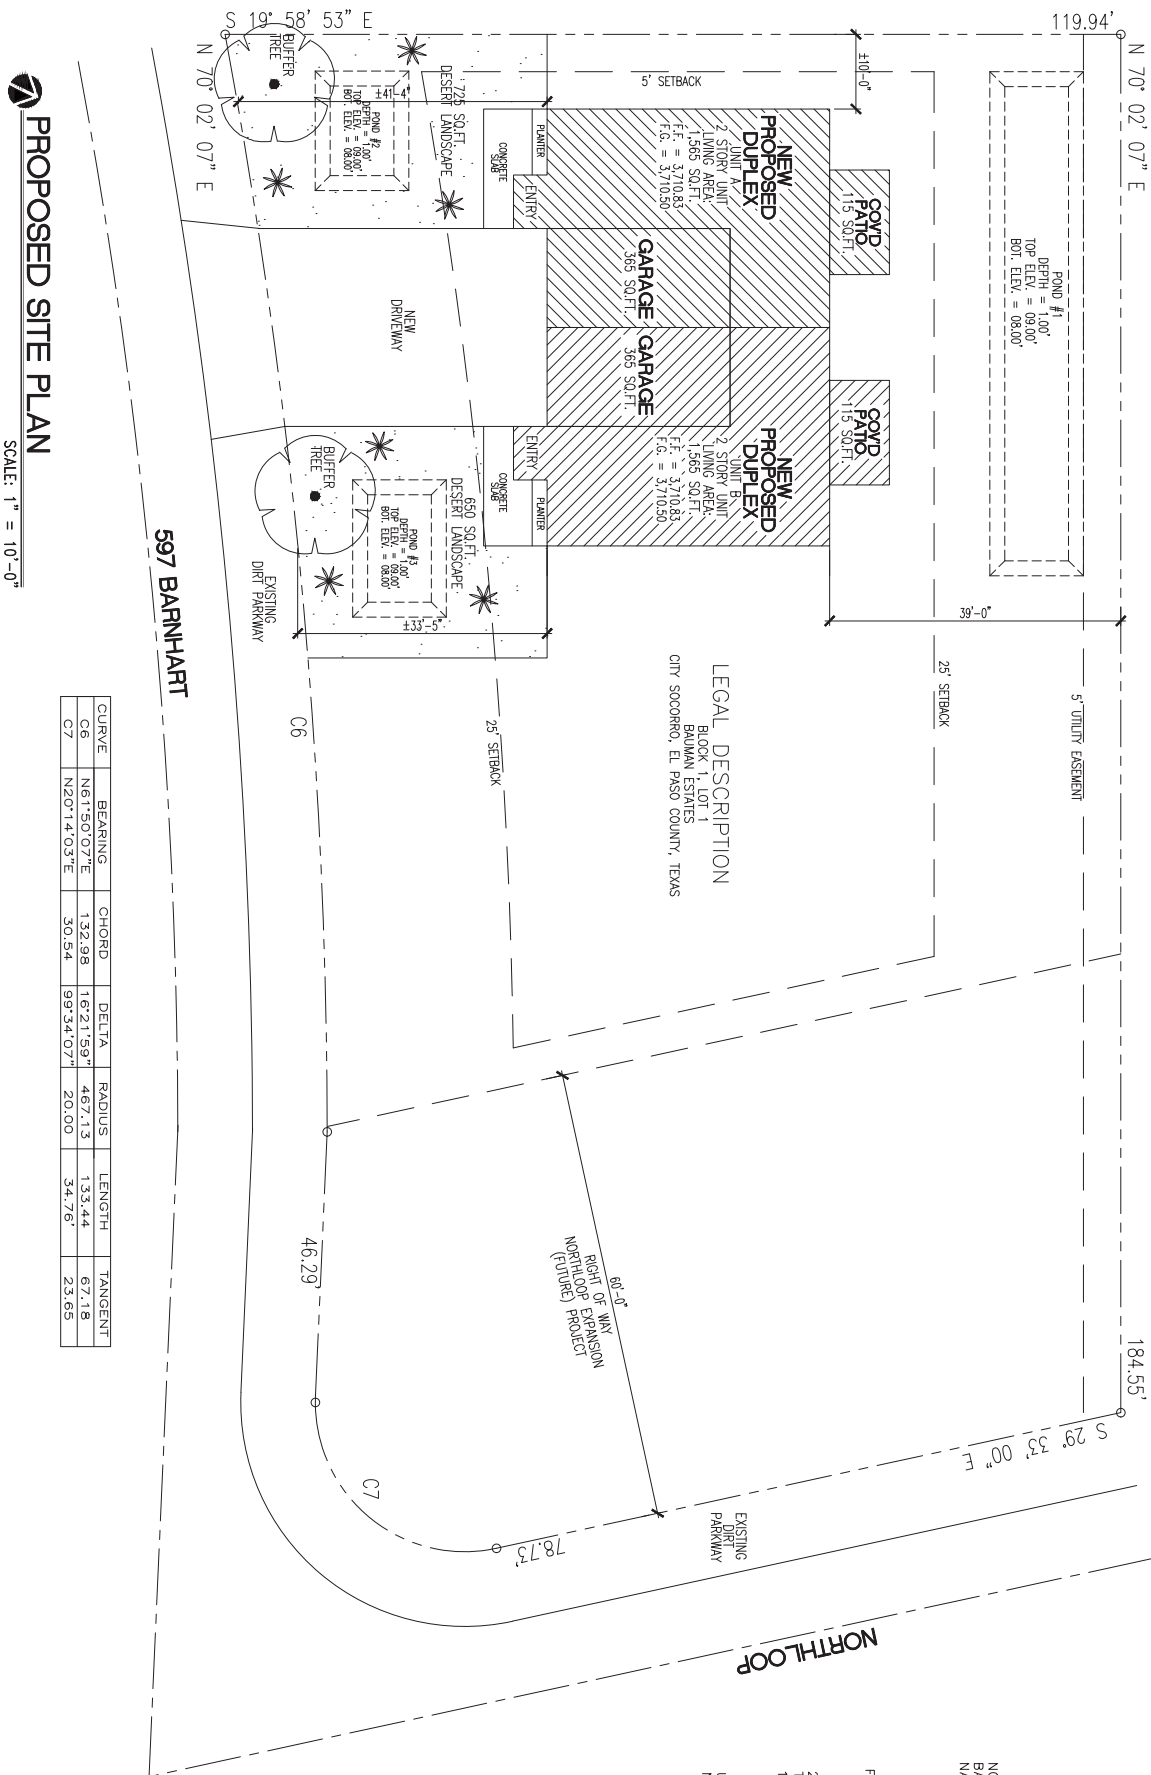 N 70° 02' 07" E
184.55'
119.94'
5' UTILITY EASEMENT
POND #1
DEPTH = 1.00'
TOP ELEV. = 09.00'
BOT. ELEV. = 08.00'
39'-0"
25' SETBACK
S 29° 33' 00" E
±10'-0"
5' SETBACK
COV'D
PATIO
115 SQ.FT.
COV'D
PATIO
115 SQ.FT.
NEW
PROPOSED
DUPLEX
UNIT A
2 STORY UNIT
LIVING AREA:
1,565 SQ.FT.
F.F. = 3,710.83
F.G. = 3,710.50
NEW
PROPOSED
DUPLEX
UNIT B
2 STORY UNIT
LIVING AREA:
1,565 SQ.FT.
F.F. = 3,710.83
F.G. = 3,710.50
GARAGE
365 SQ.FT.
GARAGE
365 SQ.FT.
LEGAL DESCRIPTION
BLOCK 1, LOT 1
BAUMAN ESTATES
CITY SOCORRO, EL PASO COUNTY, TEXAS
EXISTING
DIRT
PARKWAY
NORTHLOOP
60'-0"
RIGHT OF WAY
NORTHLOOP EXPANSION
(FUTURE) PROJECT
78.73'
PLANTER
ENTRY
CONCRETE
SLAB
PLANTER
ENTRY
CONCRETE
SLAB
25' SETBACK
725 SQ.FT.
DESERT LANDSCAPE
650 SQ.FT.
DESERT LANDSCAPE
±41'-4"
±33'-5"
NEW
DRIVEWAY
POND #2
DEPTH = 1.00'
TOP ELEV. = 09.00'
BOT. ELEV. = 08.00'
POND #3
DEPTH = 1.00'
TOP ELEV. = 09.00'
BOT. ELEV. = 08.00'
BUFFER
TREE
BUFFER
TREE
C6
46.29'
C7
S 19° 58' 53" E
N 70° 02' 07" E
EXISTING
DIRT PARKWAY
597 BARNHART
CURVE BEARING CHORD DELTA RADIUS LENGTH TANGENT
C6 N61°50'07"E 132.98 16°21'59" 467.13 133.44 67.18
C7 N20°14'03"E 30.54 99°34'07" 20.00 34.76' 23.65
PROPOSED SITE PLAN
SCALE: 1" = 10'-0"